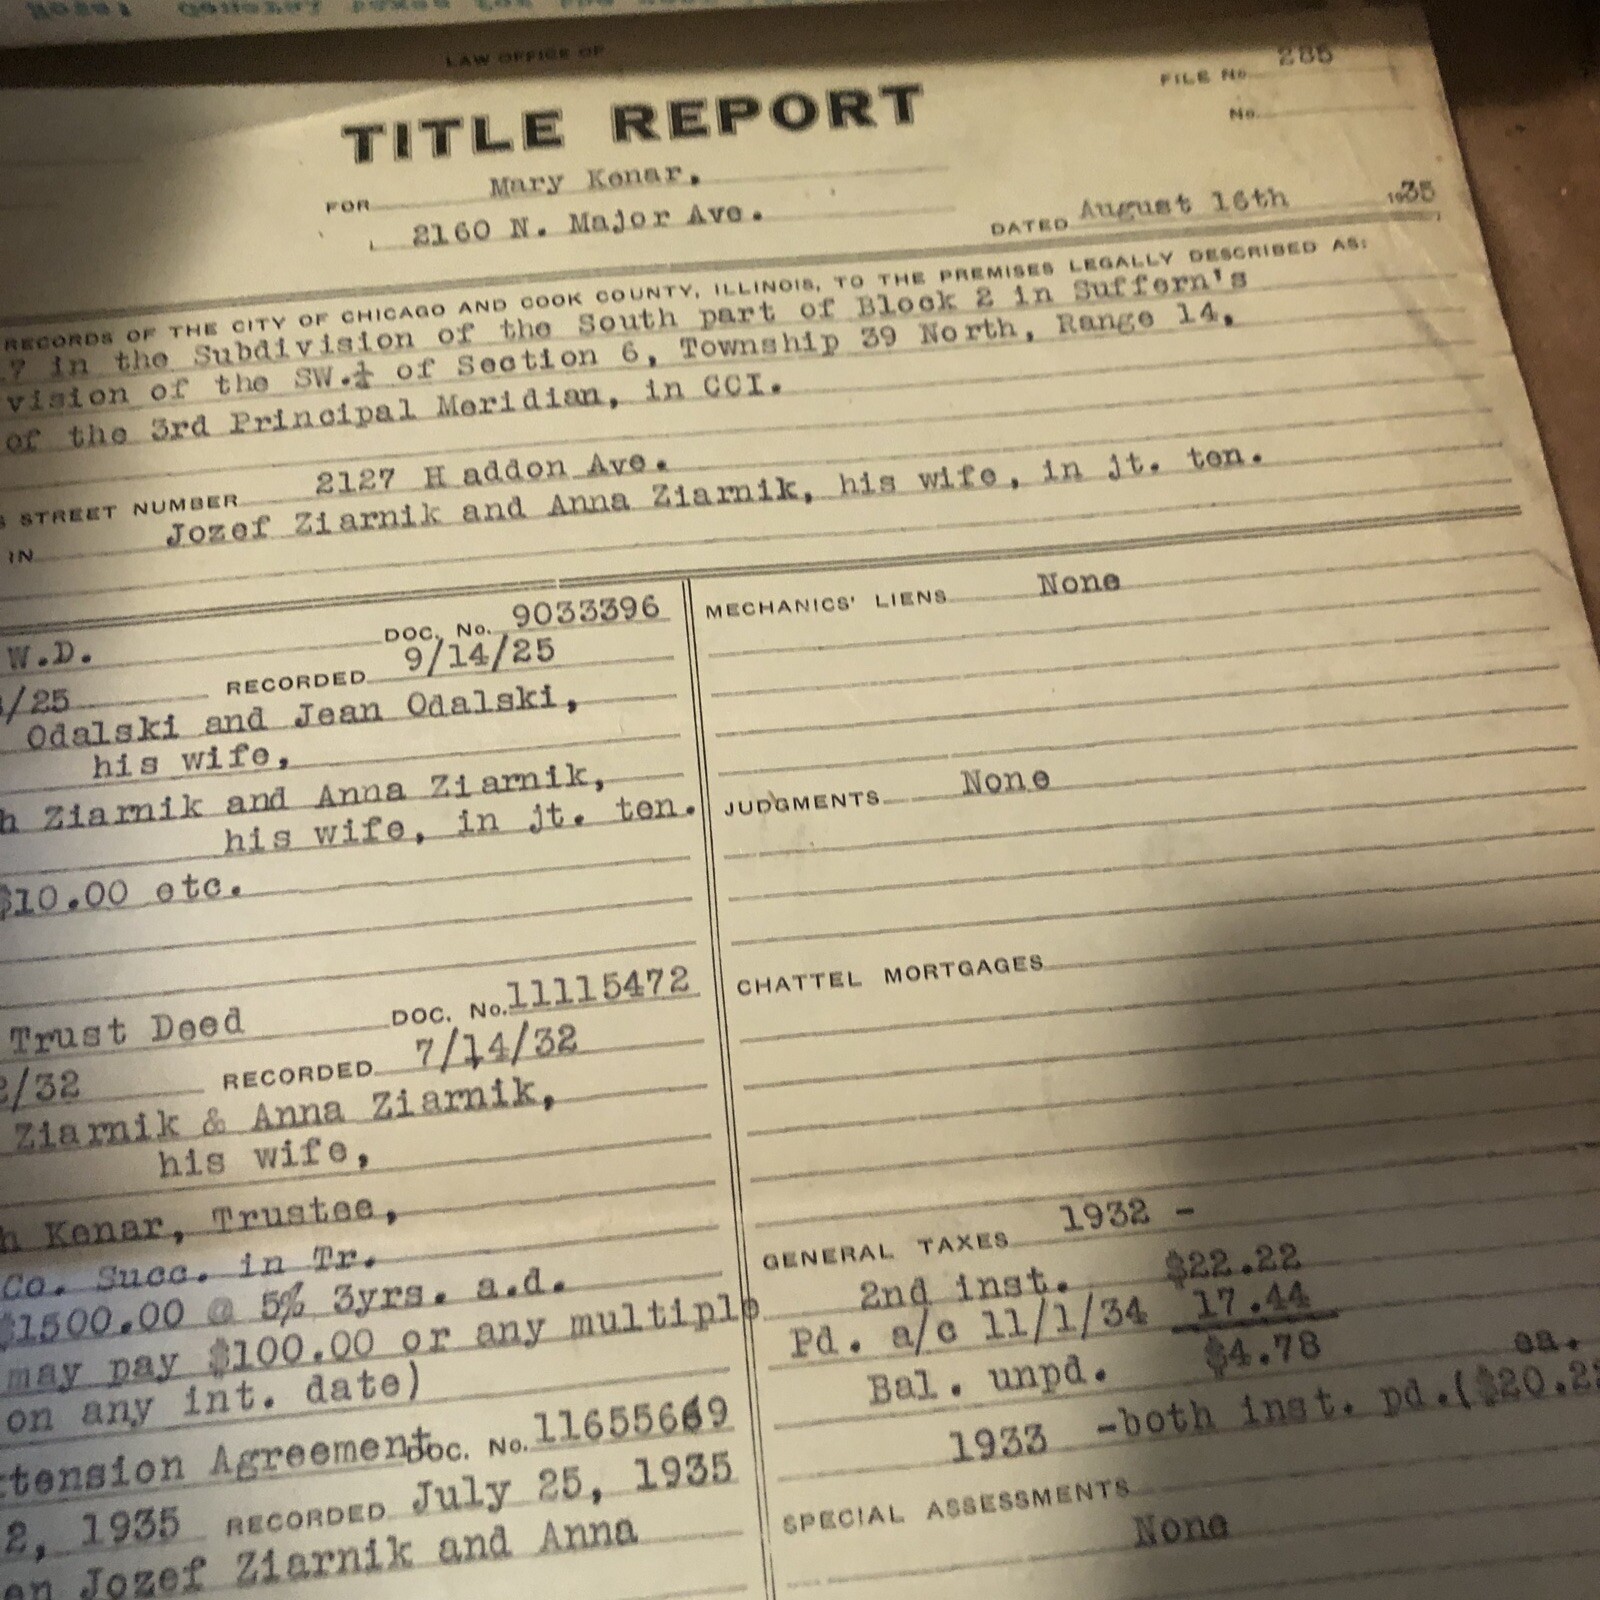 LAW OFFICE OF
FILE No. 285
TITLE REPORT
No.
FOR Mary Kenar.
2160 N. Major Ave.
DATED August 16th 1935
RECORDS OF THE CITY OF CHICAGO AND COOK COUNTY, ILLINOIS, TO THE PREMISES LEGALLY DESCRIBED AS:
7 in the Subdivision of the South part of Block 2 in Suffern's
vision of the SW.¼ of Section 6, Township 39 North, Range 14,
of the 3rd Principal Meridian, in CCI.
STREET NUMBER 2127 H addon Ave.
IN Jozef Ziarnik and Anna Ziarnik, his wife, in jt. ten.
W.D. DOC. No. 9033396
/25 RECORDED 9/14/25
Odalski and Jean Odalski,
his wife,
h Ziarnik and Anna Ziarnik,
his wife, in jt. ten.
$10.00 etc.
Trust Deed DOC. No. 11115472
2/32 RECORDED 7/14/32
Ziarnik & Anna Ziarnik,
his wife,
h Kenar, Trustee,
Co. Succ. in Tr.
$1500.00 @ 5% 3yrs. a.d.
may pay $100.00 or any multiple
on any int. date)
tension Agreement DOC. No.
2, 1935 RECORDED July 25, 1935
en Jozef Ziarnik and Anna
MECHANICS' LIENS None
JUDGMENTS None
CHATTEL MORTGAGES
GENERAL TAXES 1932 -
2nd inst. $22.22
Pd. a/c 11/1/34 17.44
Bal. unpd. $4.78
ea.
1933 -both inst. pd.($20.2
SPECIAL ASSESSMENTS
None